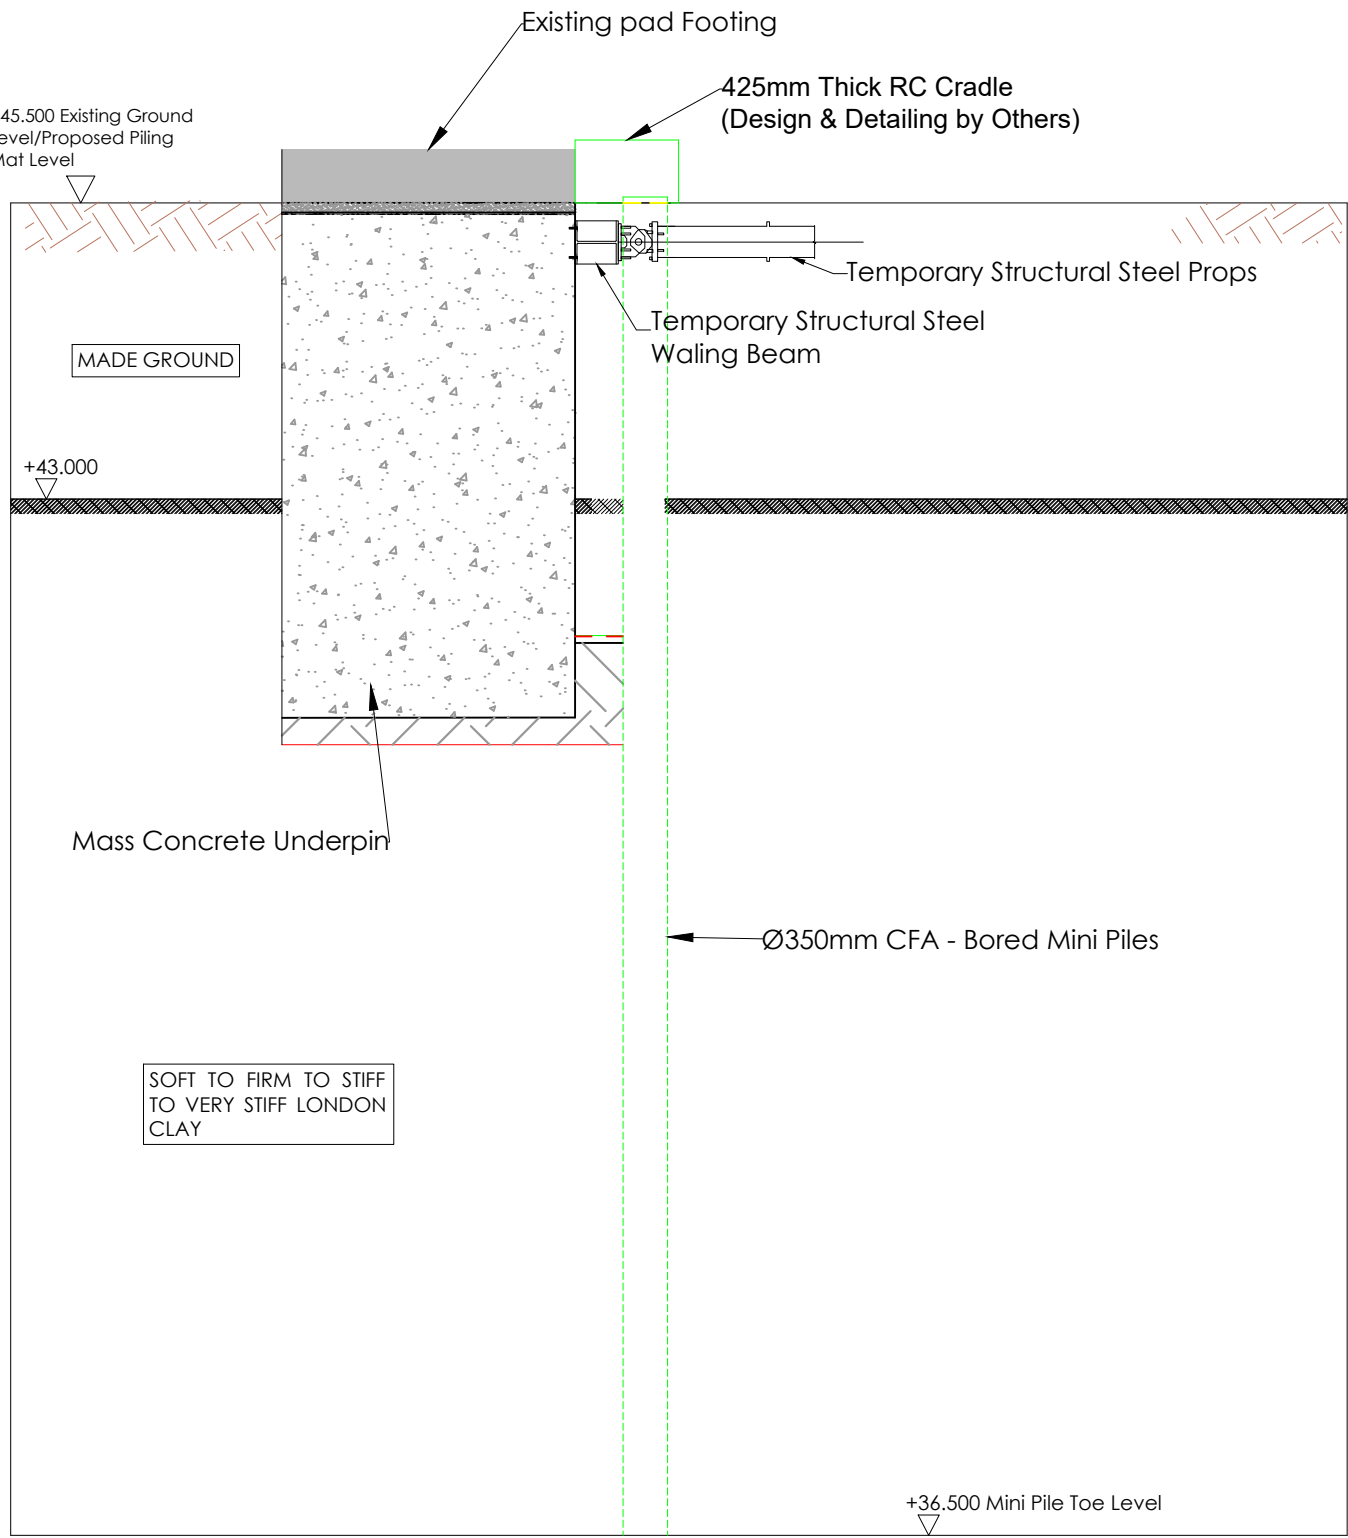 Existing pad Footing
425mm Thick RC Cradle
(Design & Detailing by Others)
45.500 Existing Ground
Level/Proposed Piling
Mat Level
Temporary Structural Steel Props
Temporary Structural Steel
Waling Beam
MADE GROUND
+43.000
Mass Concrete Underpin
Ø350mm CFA - Bored Mini Piles
SOFT TO FIRM TO STIFF
TO VERY STIFF LONDON
CLAY
+36.500 Mini Pile Toe Level